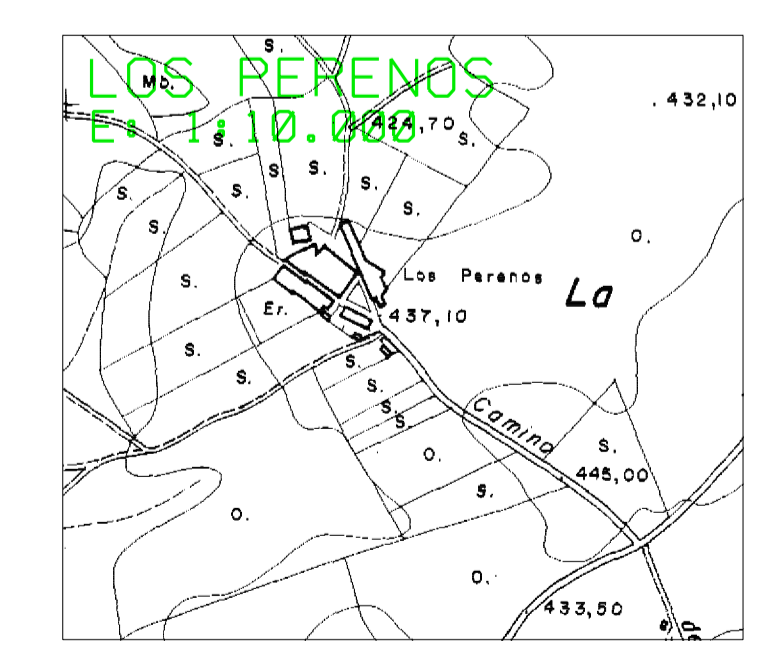 S.
LOS PERENOS
Mb.
. 432,10
E: 1:10.000
424,70
S.
S.
S.
S.
S.
S.
S.
S.
S.
O.
S.
Los Perenos
La
Er.
437,10
S.
S.
S.
S.
S.
S.
Camino
S.
O.
445,00
S.
O.
O.
433,50
de